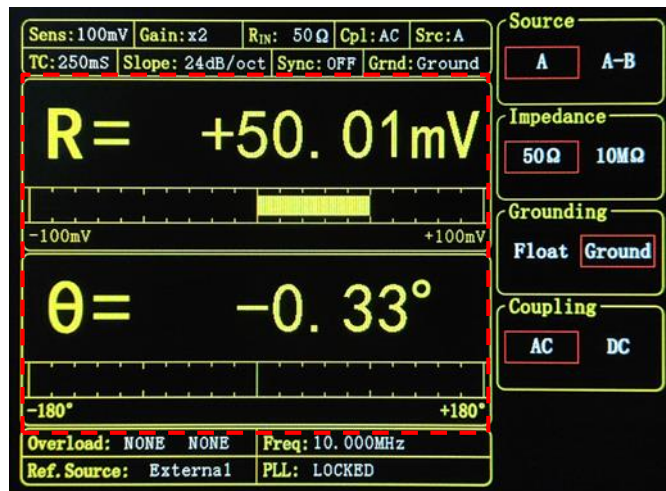 Sens:100mV Gain:x2 RIN: 50Ω Cpl:AC Src:A
TC:250mS Slope: 24dB/oct Sync: OFF Grnd:Ground
R= +50.01mV
-100mV +100mV
θ= -0.33°
-180° +180°
Overload: NONE NONE Freq:10.000MHz
Ref.Source: External PLL: LOCKED
Source
A A-B
Impedance
50Ω 10MΩ
Grounding
Float Ground
Coupling
AC DC